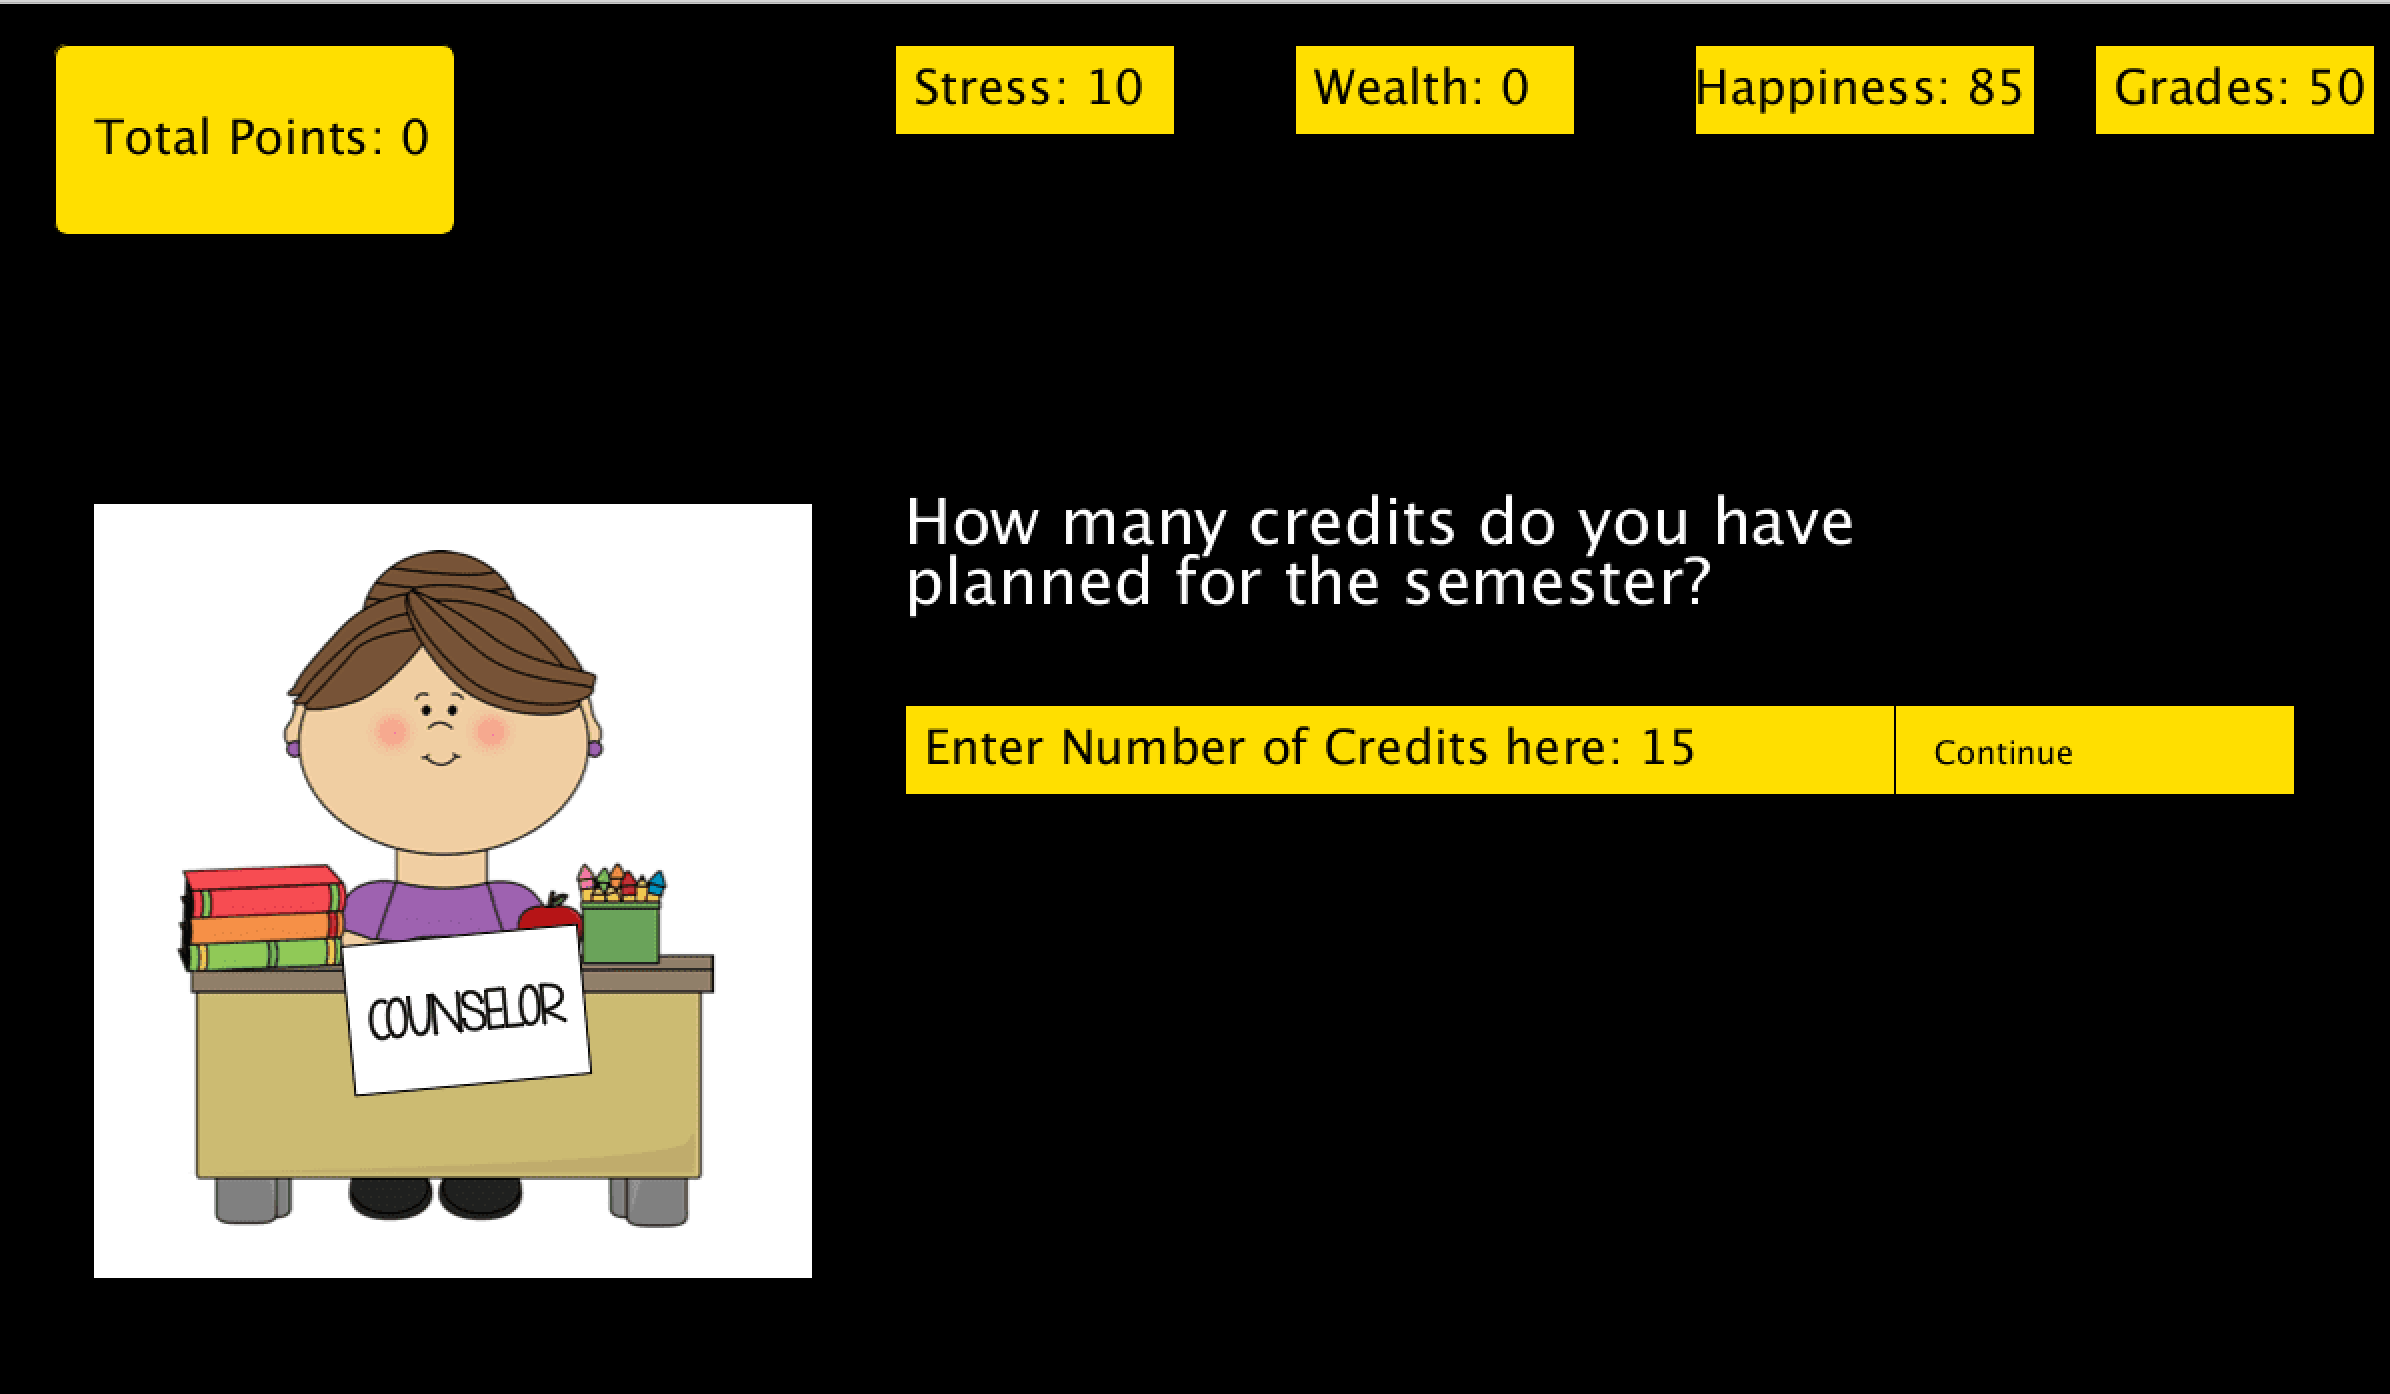 Total Points: 0
Stress: 10
Wealth: 0
Happiness: 85
Grades: 50
How many credits do you have
planned for the semester?
Enter Number of Credits here: 15
Continue
COUNSELOR